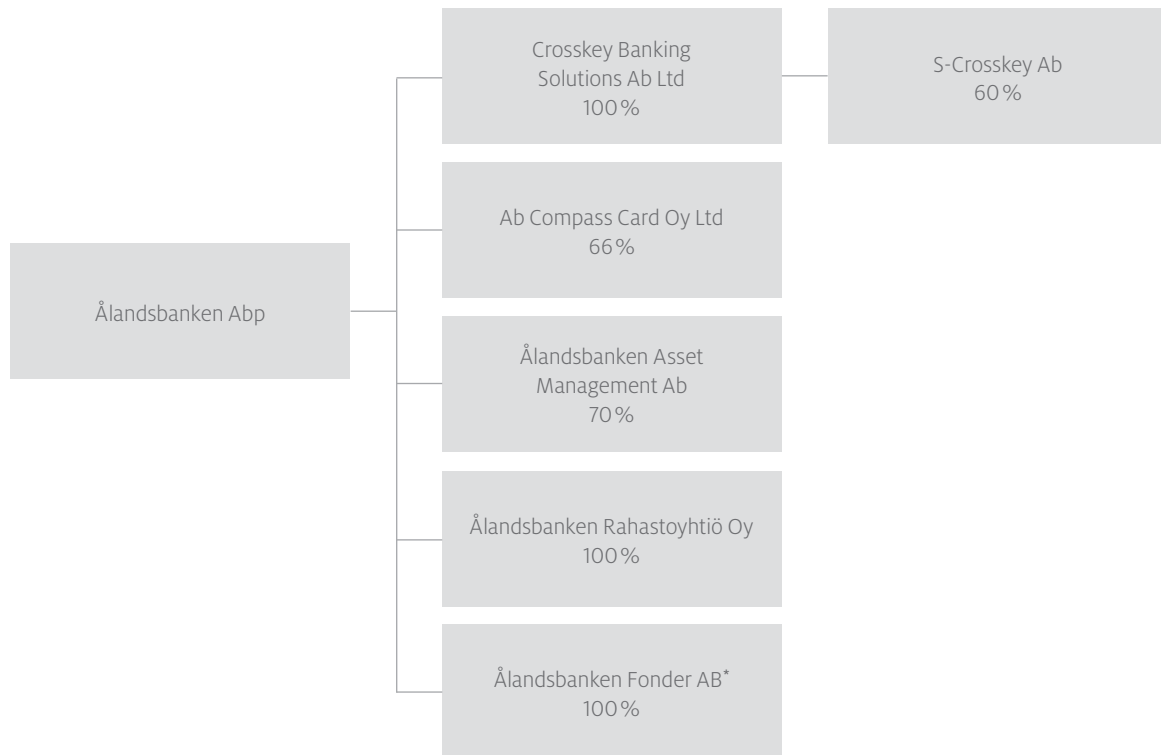 Crosskey Banking
Solutions Ab Ltd
100 %
S-Crosskey Ab
60 %
Ab Compass Card Oy Ltd
66 %
Ålandsbanken Abp
Ålandsbanken Asset
Management Ab
70 %
Ålandsbanken Rahastoyhtiö Oy
100 %
Ålandsbanken Fonder AB*
100 %